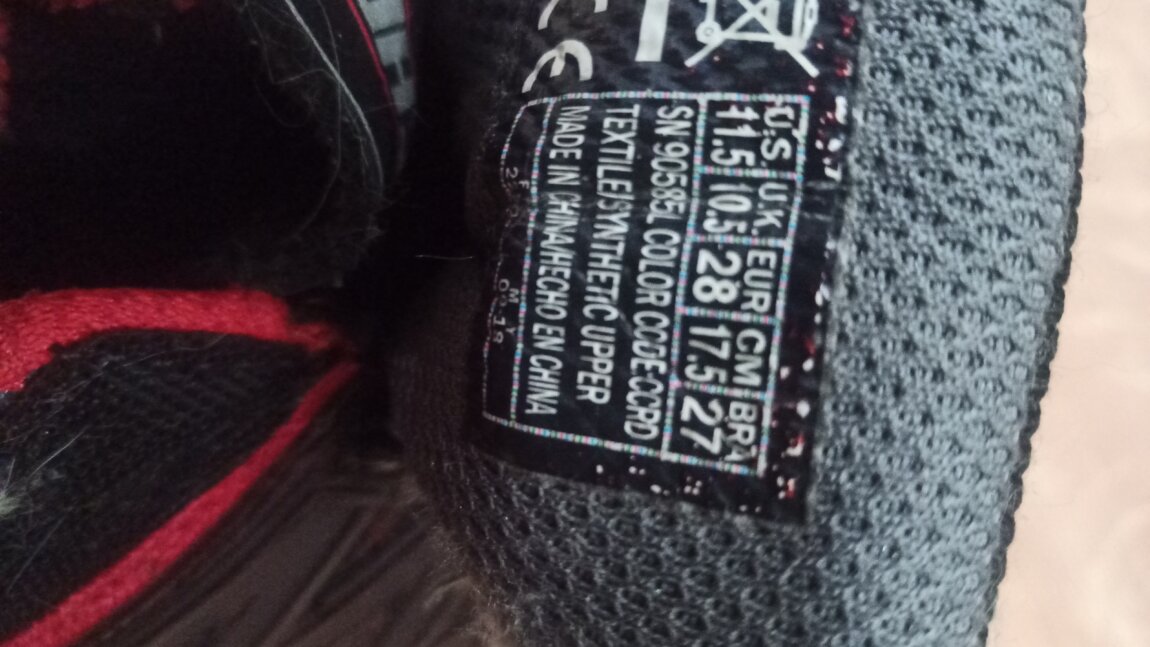 CE
U.S. U.K. EUR CM BRA
11.5 10.5 28 17.5 27
SN 90585L COLOR CODE:CCRD
TEXTILE/SYNTHETIC UPPER
MADE IN CHINA/HECHO EN CHINA